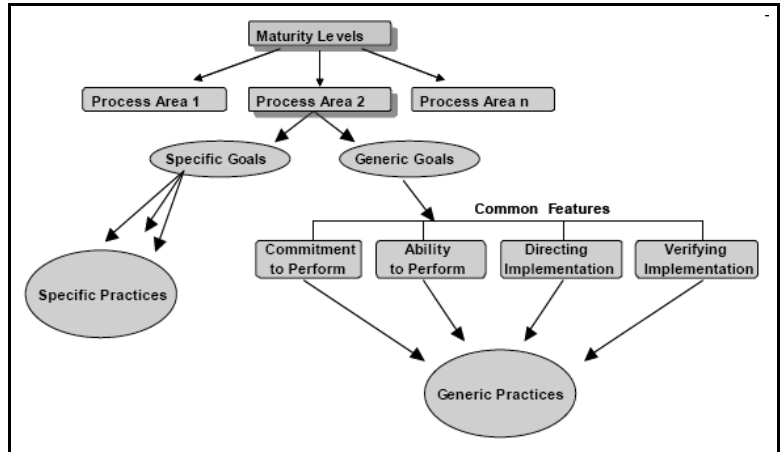 Maturity Levels
Process Area 1
Process Area 2
Process Area n
Specific Goals
Generic Goals
Common Features
Commitment
to Perform
Ability
to Perform
Directing
Implementation
Verifying
Implementation
Specific Practices
Generic Practices